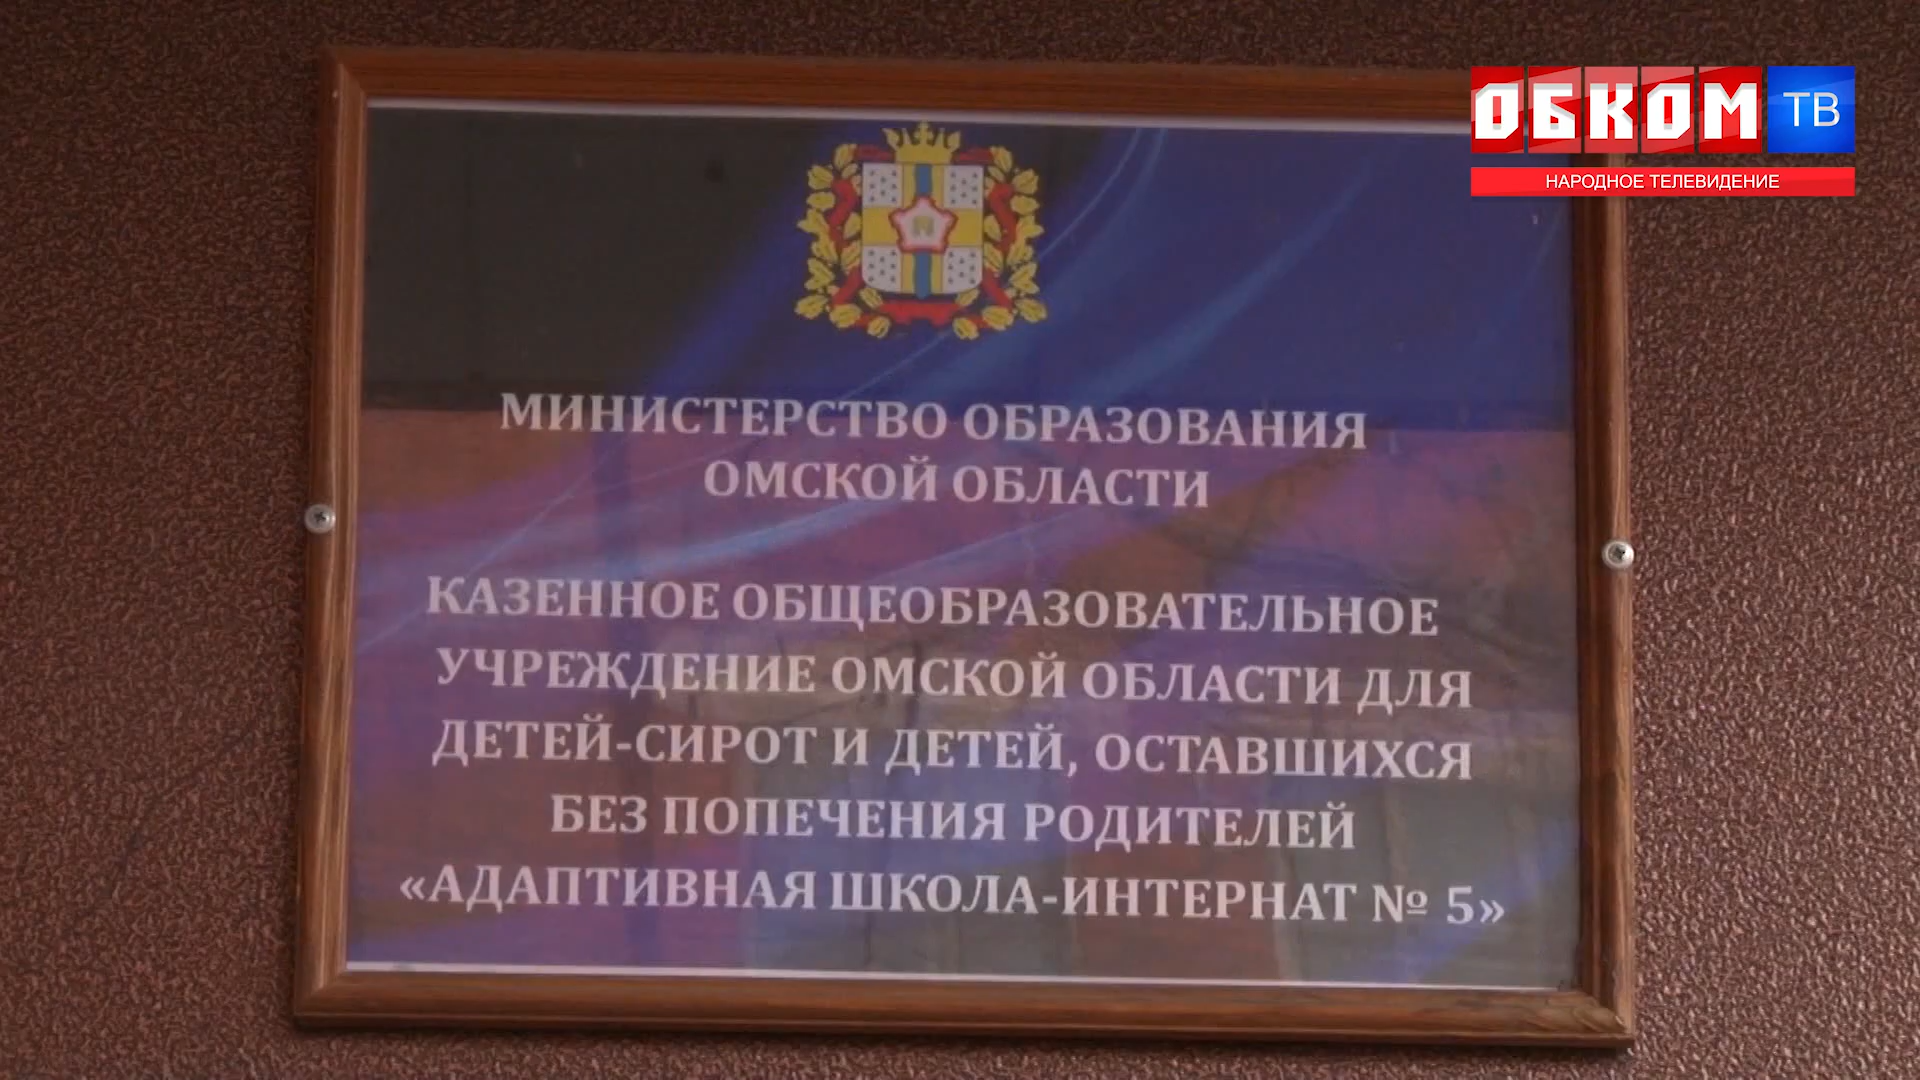 ОБКОМ ТВ
НАРОДНОЕ ТЕЛЕВИДЕНИЕ
МИНИСТЕРСТВО ОБРАЗОВАНИЯ
ОМСКОЙ ОБЛАСТИ
КАЗЕННОЕ ОБЩЕОБРАЗОВАТЕЛЬНОЕ
УЧРЕЖДЕНИЕ ОМСКОЙ ОБЛАСТИ ДЛЯ
ДЕТЕЙ-СИРОТ И ДЕТЕЙ, ОСТАВШИХСЯ
БЕЗ ПОПЕЧЕНИЯ РОДИТЕЛЕЙ
«АДАПТИВНАЯ ШКОЛА-ИНТЕРНАТ № 5»